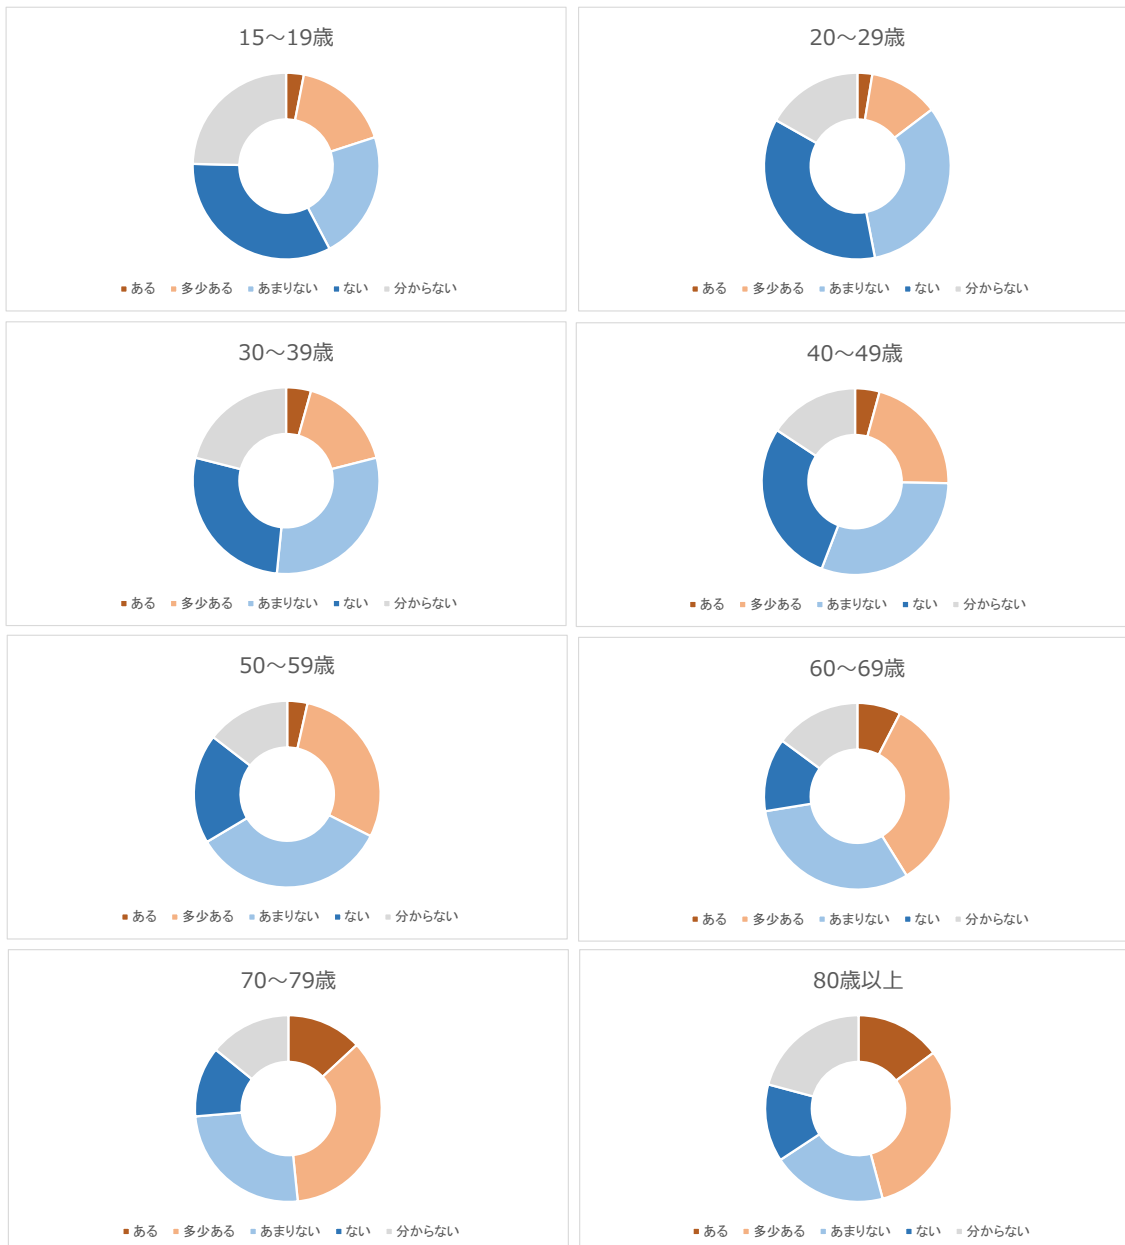 15～19歳
■ある ■多少ある ■あまりない ■ない ■分からない
20～29歳
■ある ■多少ある ■あまりない ■ない ■分からない
30～39歳
■ある ■多少ある ■あまりない ■ない ■分からない
40～49歳
■ある ■多少ある ■あまりない ■ない ■分からない
50～59歳
■ある ■多少ある ■あまりない ■ない ■分からない
60～69歳
■ある ■多少ある ■あまりない ■ない ■分からない
70～79歳
■ある ■多少ある ■あまりない ■ない ■分からない
80歳以上
■ある ■多少ある ■あまりない ■ない ■分からない